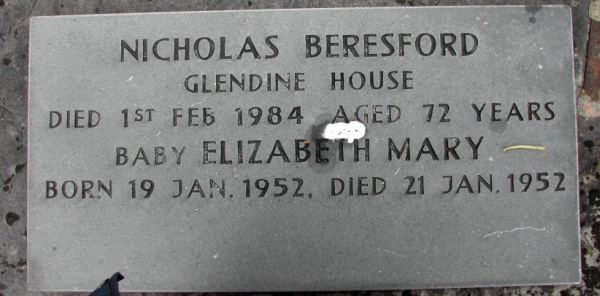 NICHOLAS BERESFORD
GLENDINE HOUSE
DIED 1ST FEB 1984 AGED 72 YEARS
BABY ELIZABETH MARY
BORN 19 JAN. 1952, DIED 21 JAN. 1952